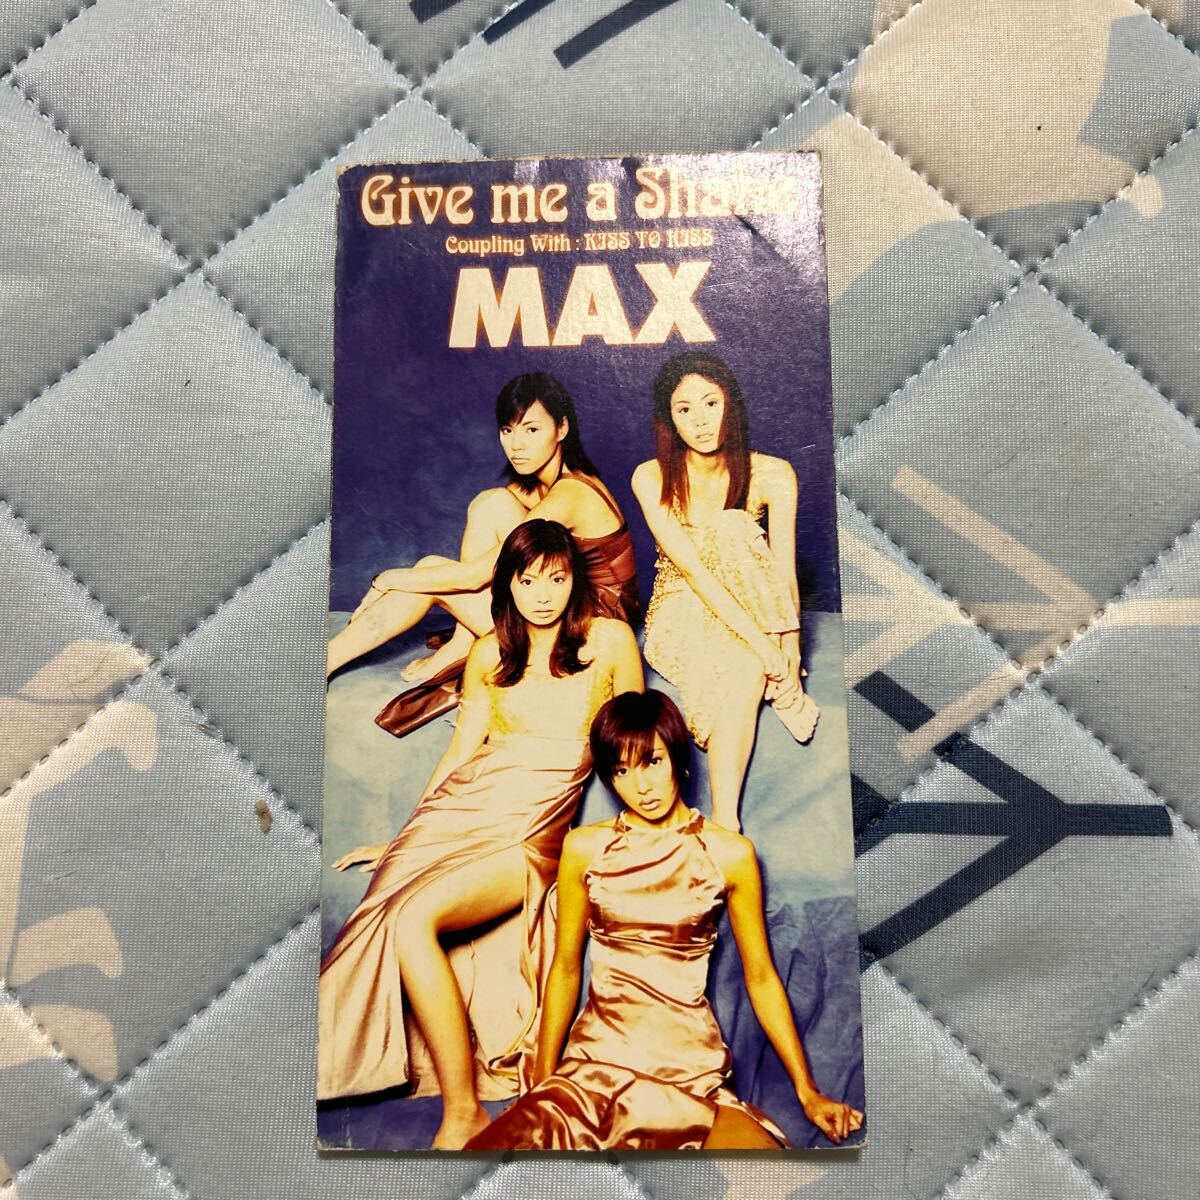 Give me a Shake
Coupling With : KISS TO KISS
MAX